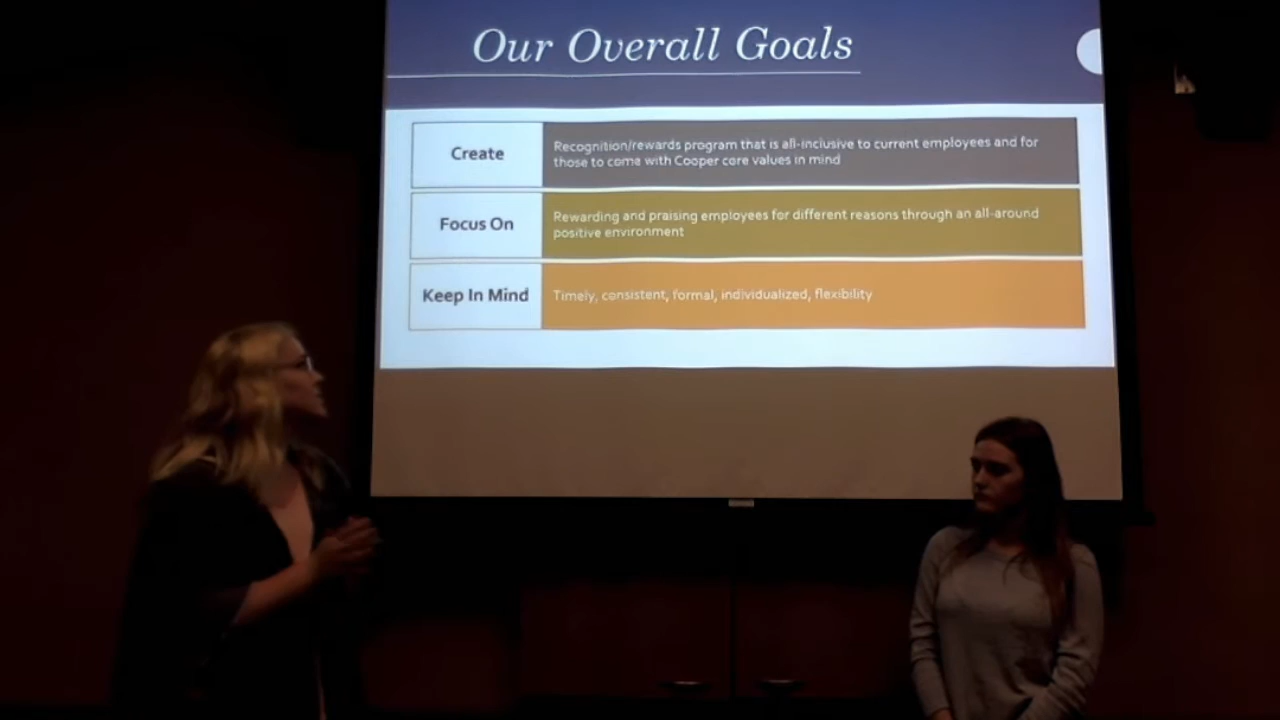 Our Overall Goals
Create
Recognition/rewards program that is all-inclusive to current employees and for
those to come with Cooper core values in mind
Focus On
Rewarding and praising employees for different reasons through an all-around
positive environment
Keep In Mind
Timely, consistent, formal, individualized, flexibility